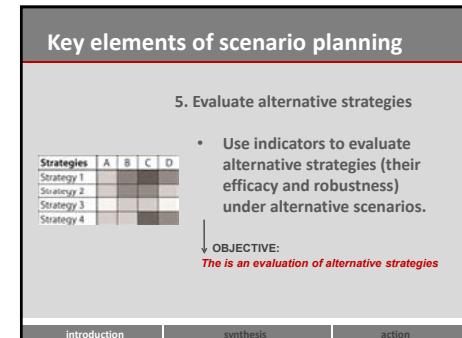 Key elements of scenario planning
5. Evaluate alternative strategies
• Use indicators to evaluate
alternative strategies (their
efficacy and robustness)
under alternative scenarios.
Strategies A B C D
Strategy 1
Strategy 2
Strategy 3
Strategy 4
OBJECTIVE:
The is an evaluation of alternative strategies
introduction synthesis action